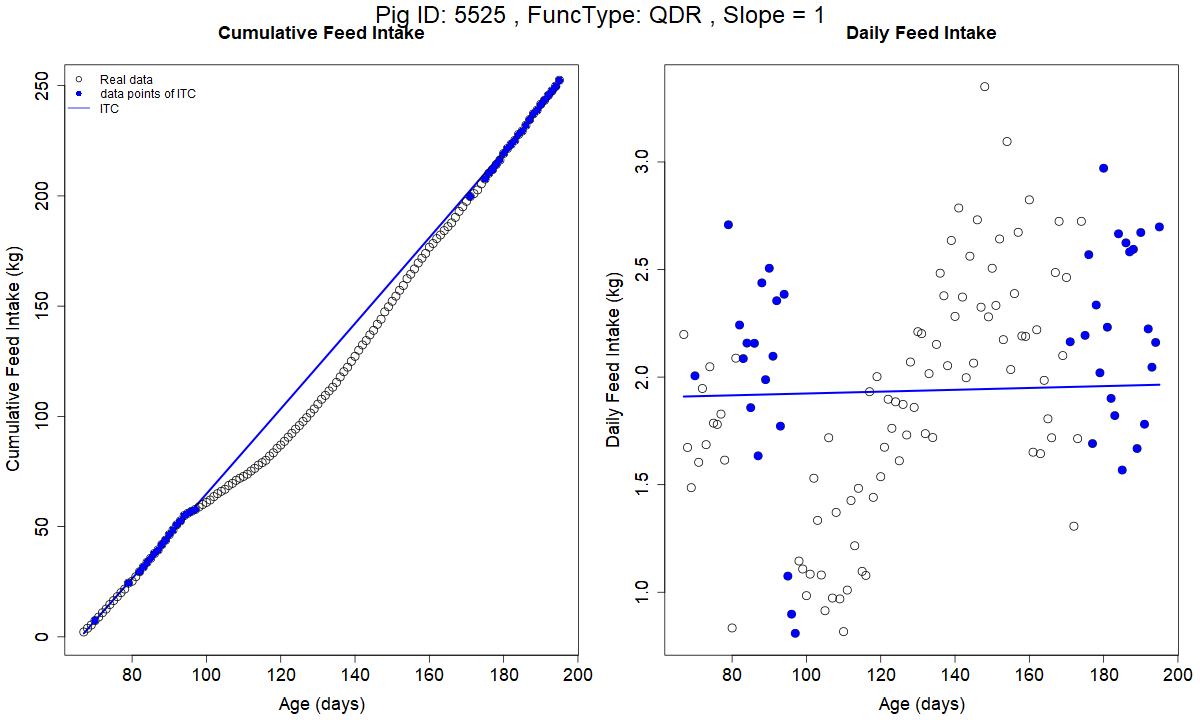 Pig ID: 5525 , FuncType: QDR , Slope = 1
Cumulative Feed Intake
Daily Feed Intake
Real data
data points of ITC
ITC
Cumulative Feed Intake (kg)
0
50
100
150
200
250
80
100
120
140
160
180
200
Age (days)
Daily Feed Intake (kg)
1.0
1.5
2.0
2.5
3.0
80
100
120
140
160
180
200
Age (days)